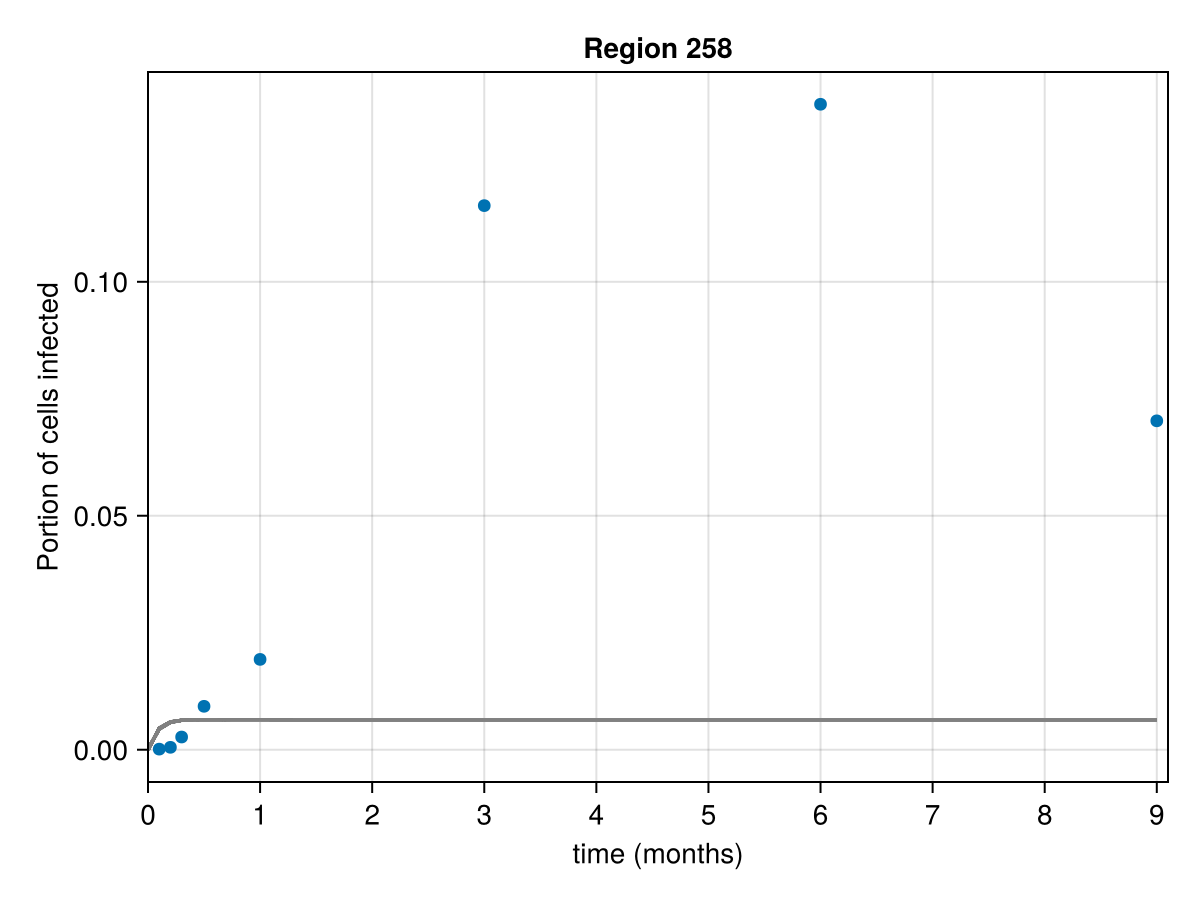 Region 258
Portion of cells infected
0.10
0.05
0.00
0 1 2 3 4 5 6 7 8 9
time (months)